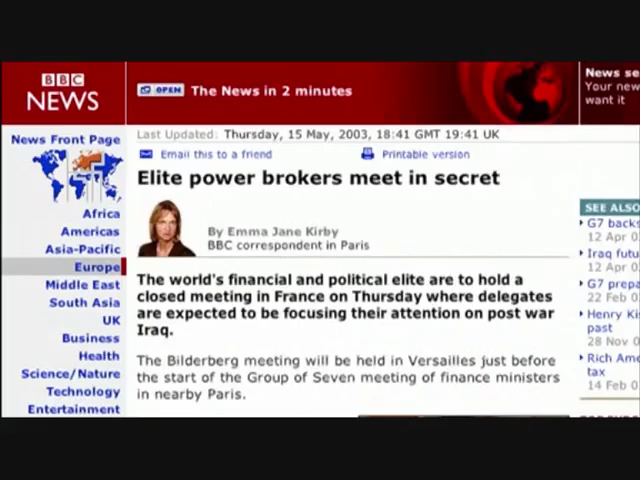 BBC
NEWS
OPEN
The News in 2 minutes
News se
Your new
want it
News Front Page
Africa
Americas
Asia-Pacific
Europe
Middle East
South Asia
UK
Business
Health
Science/Nature
Technology
Entertainment
Last Updated: Thursday, 15 May, 2003, 18:41 GMT 19:41 UK
Email this to a friend
Printable version
Elite power brokers meet in secret
By Emma Jane Kirby
BBC correspondent in Paris
The world's financial and political elite are to hold a
closed meeting in France on Thursday where delegates
are expected to be focusing their attention on post war
Iraq.
The Bilderberg meeting will be held in Versailles just before
the start of the Group of Seven meeting of finance ministers
in nearby Paris.
SEE ALSO
G7 backs
12 Apr 0
Iraq futu
12 Apr 0
G7 prepa
22 Feb 0
Henry Kis
past
28 Nov 0
Rich Ame
tax
14 Feb 0